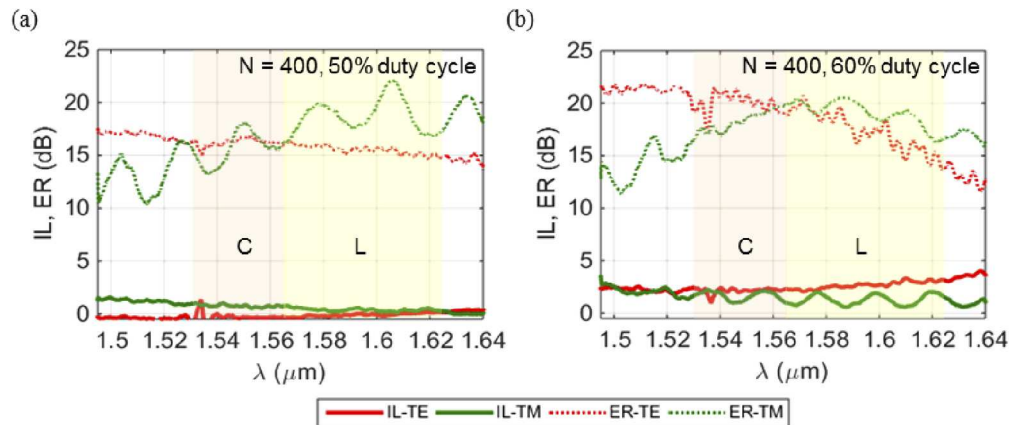 (a)
(b)
N = 400, 50% duty cycle
N = 400, 60% duty cycle
IL, ER (dB)
25
20
15
10
5
0
C
L
1.5 1.52 1.54 1.56 1.58 1.6 1.62 1.64
λ (μm)
IL, ER (dB)
25
20
15
10
5
0
C
L
1.5 1.52 1.54 1.56 1.58 1.6 1.62 1.64
λ (μm)
IL-TE IL-TM ER-TE ER-TM